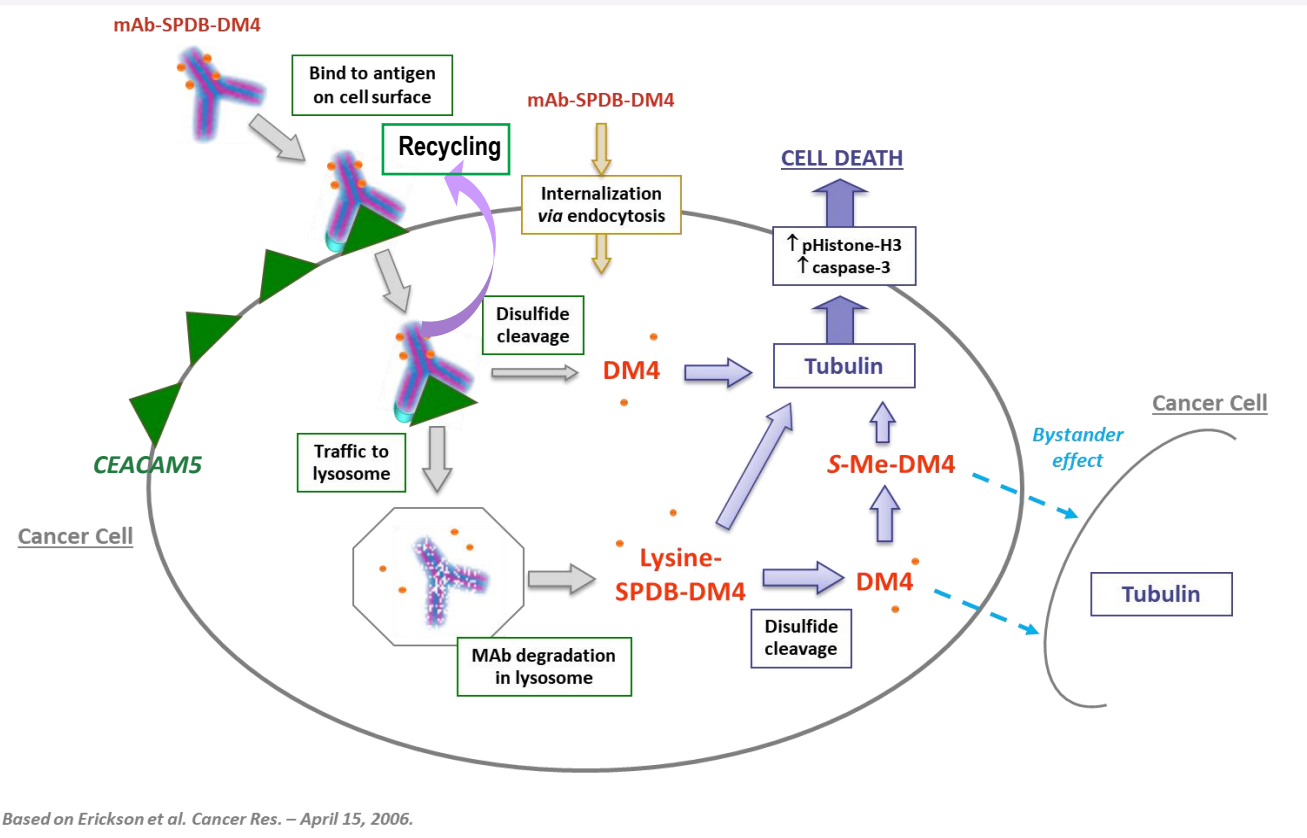 mAb-SPDB-DM4
Bind to antigen
on cell surface
Recycling
mAb-SPDB-DM4
Internalization
via endocytosis
CELL DEATH
↑ pHistone-H3
↑ caspase-3
Disulfide
cleavage
DM4
Tubulin
CEACAM5
Cancer Cell
Traffic to
lysosome
S-Me-DM4
Bystander
effect
Cancer Cell
Lysine-
SPDB-DM4
DM4
Disulfide
cleavage
Tubulin
MAb degradation
in lysosome
Based on Erickson et al. Cancer Res. – April 15, 2006.